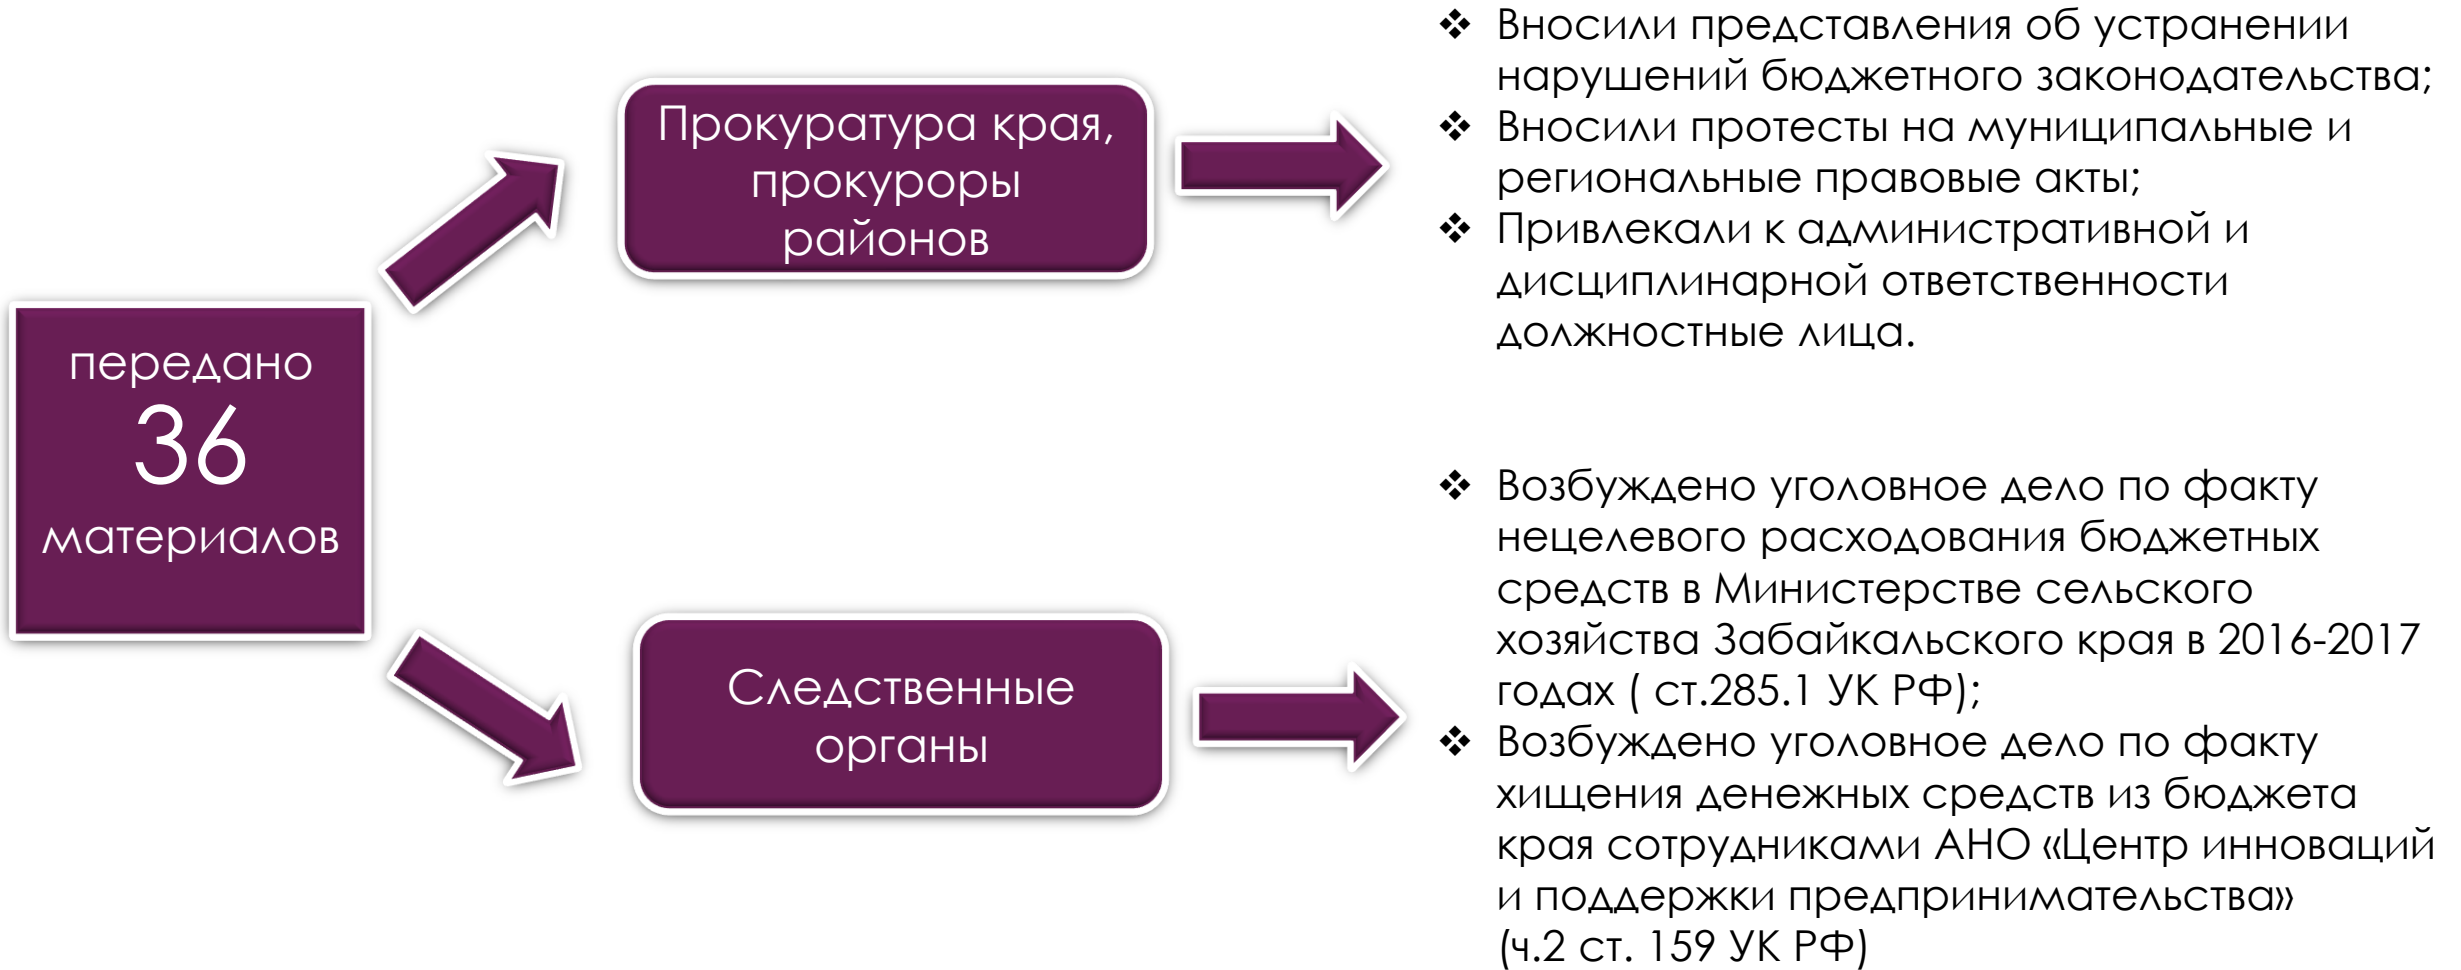 передано
36
материалов
Прокуратура края,
прокуроры
районов
❖ Вносили представления об устранении
нарушений бюджетного законодательства;
❖ Вносили протесты на муниципальные и
региональные правовые акты;
❖ Привлекали к административной и
дисциплинарной ответственности
должностные лица.
Следственные
органы
❖ Возбуждено уголовное дело по факту
нецелевого расходования бюджетных
средств в Министерстве сельского
хозяйства Забайкальского края в 2016-2017
годах ( ст.285.1 УК РФ);
❖ Возбуждено уголовное дело по факту
хищения денежных средств из бюджета
края сотрудниками АНО «Центр инноваций
и поддержки предпринимательства»
(ч.2 ст. 159 УК РФ)